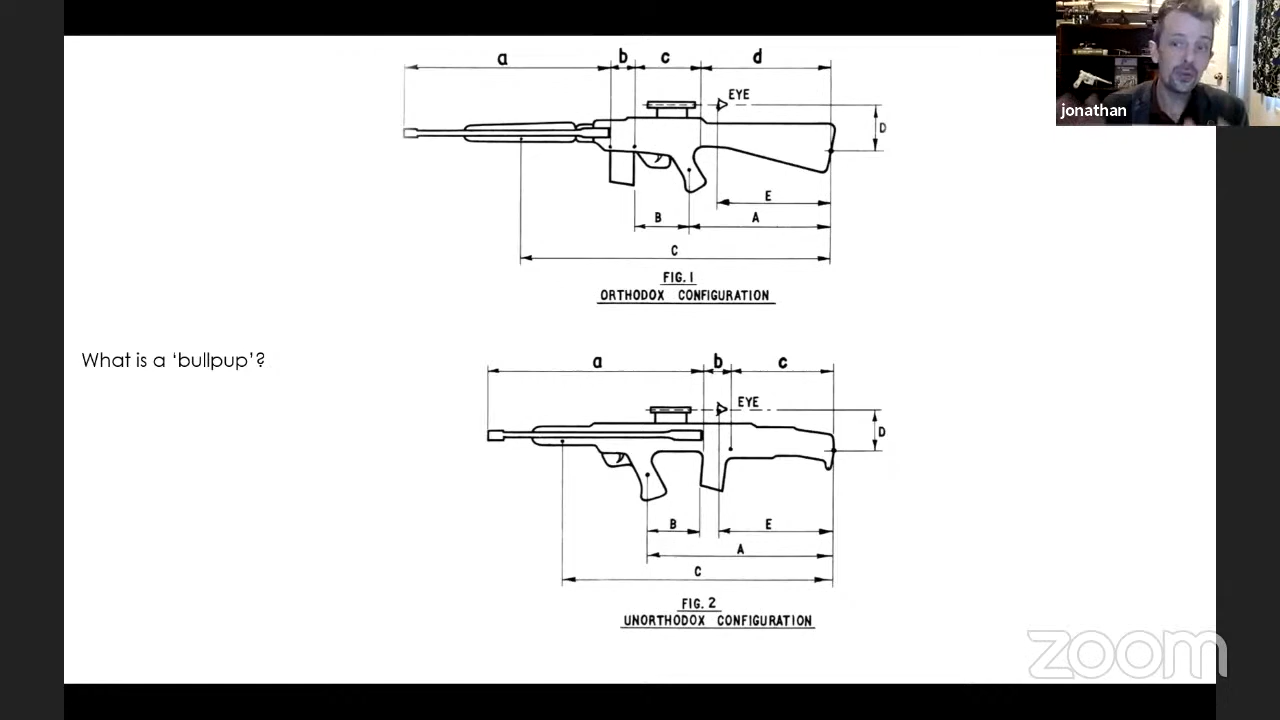 jonathan
a b c d
EYE
D
E
B A
C
FIG. 1
ORTHODOX CONFIGURATION
What is a ‘bullpup’?
a b c
EYE
D
B E
A
C
FIG. 2
UNORTHODOX CONFIGURATION
zoom